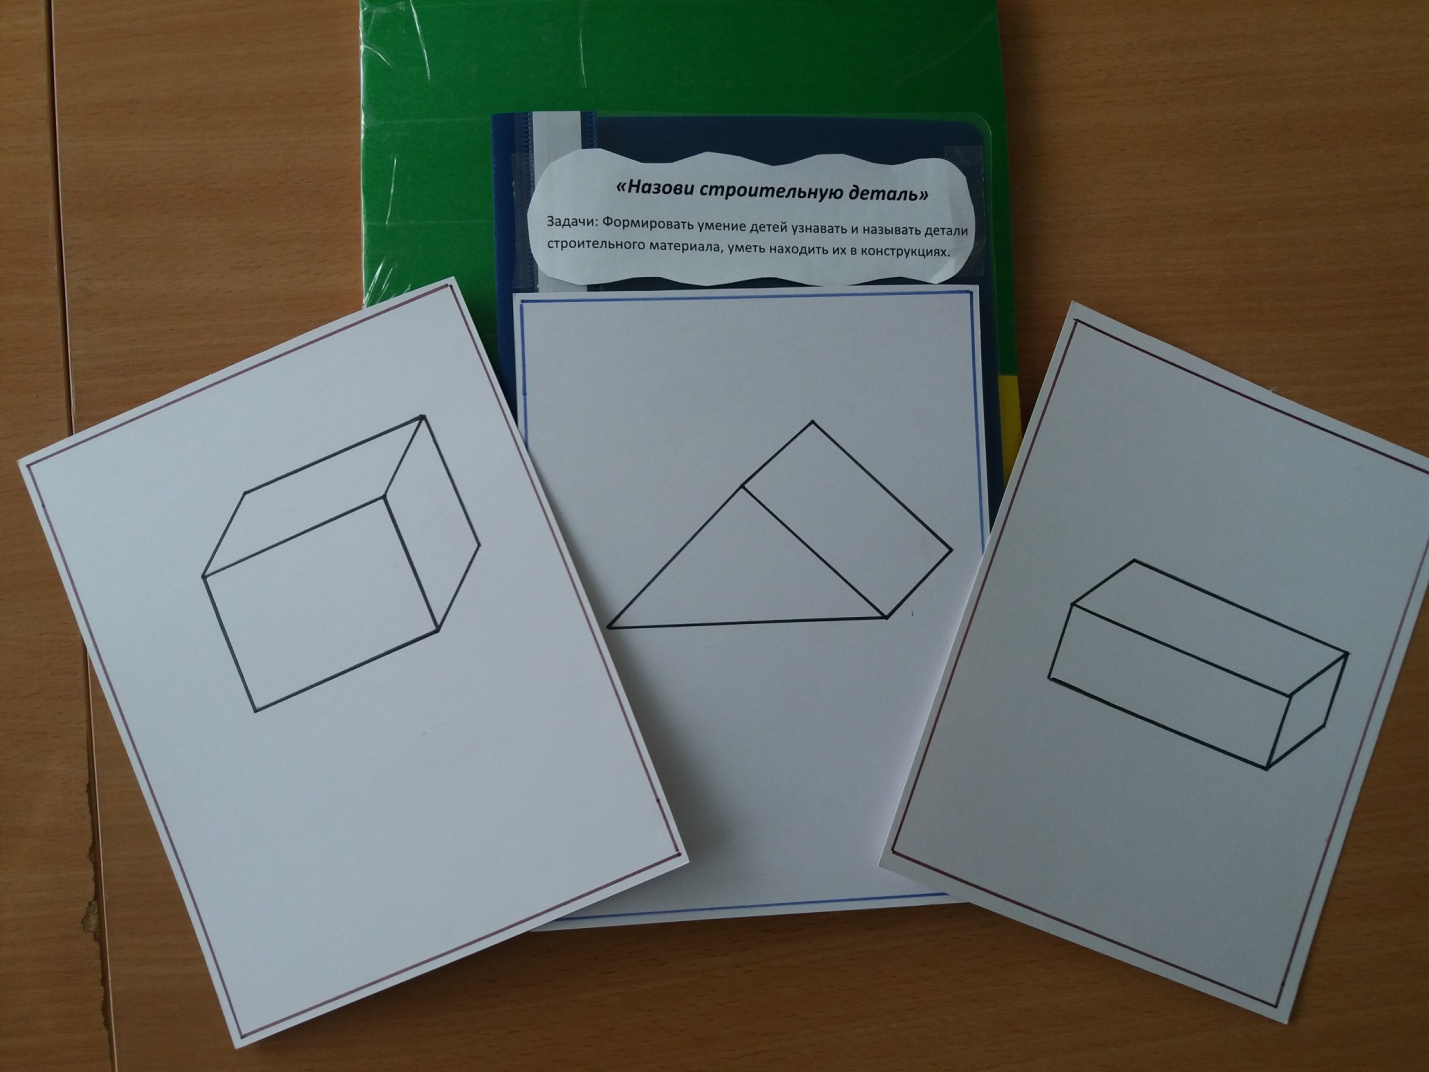 «Назови строительную деталь»
Задачи: Формировать умение детей узнавать и называть детали
строительного материала, уметь находить их в конструкциях.